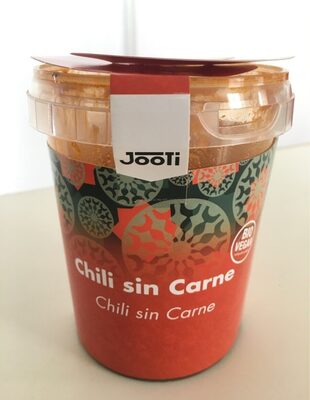 JooTi
Chili sin Carne
Chili sin Carne
BIO
VEGAN